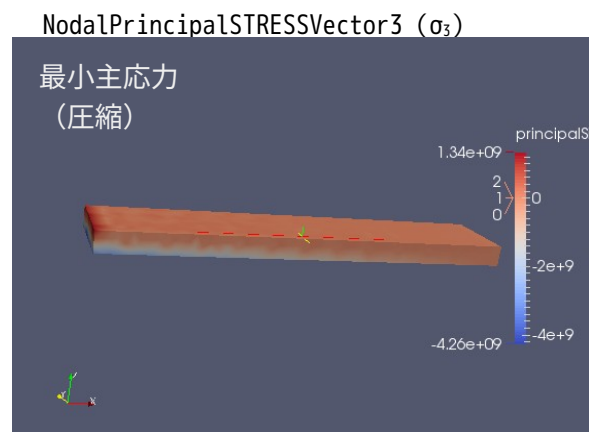 NodalPrincipalSTRESSVector3 (σ₃)
最小主応力
（圧縮）
principalS
1.34e+09
2
1
0
0
-2e+9
-4e+9
-4.26e+09
X